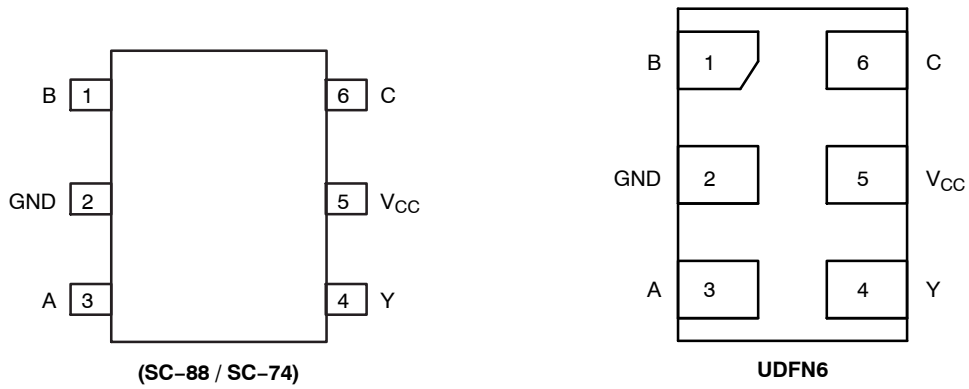 B 1
6 C
GND 2
5 VCC
A 3
4 Y
(SC–88 / SC–74)
B 1
6 C
GND 2
5 VCC
A 3
4 Y
UDFN6